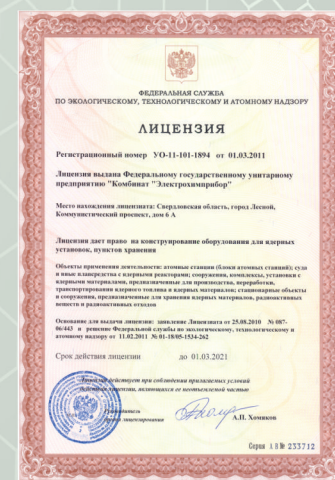 ФЕДЕРАЛЬНАЯ СЛУЖБА
ПО ЭКОЛОГИЧЕСКОМУ, ТЕХНОЛОГИЧЕСКОМУ И АТОМНОМУ НАДЗОРУ
ЛИЦЕНЗИЯ
Регистрационный номер УО-11-101-1894 от 01.03.2011
Лицензия выдана Федеральному государственному унитарному
предприятию "Комбинат "Электрохимприбор"
Место нахождения лицензиата: Свердловская область, город Лесной,
Коммунистический проспект, дом 6 А
Лицензия дает право на конструирование оборудования для ядерных
установок, пунктов хранения
Объекты применения деятельности: атомные станции (блоки атомных станций); суда
и иные плавсредства с ядерными реакторами; сооружения, комплексы, установки с
ядерными материалами, предназначенные для производства, переработки,
транспортирования ядерного топлива и ядерных материалов; стационарные объекты
и сооружения, предназначенные для хранения ядерных материалов, радиоактивных
веществ и радиоактивных отходов
Основание для выдачи лицензии: заявление Лицензиата от 25.08.2010 № 087-
06/443 и решение Федеральной службы по экологическому, технологическому и
атомному надзору от 11.02.2011 № 01-18/05-1534-262
Срок действия лицензии до 01.03.2021
Лицензия действует при соблюдении прилагаемых условий
действия лицензии, являющихся ее неотъемлемой частью
Руководитель
органа лицензирования А.П. Хомяков
Серия А В № 233712